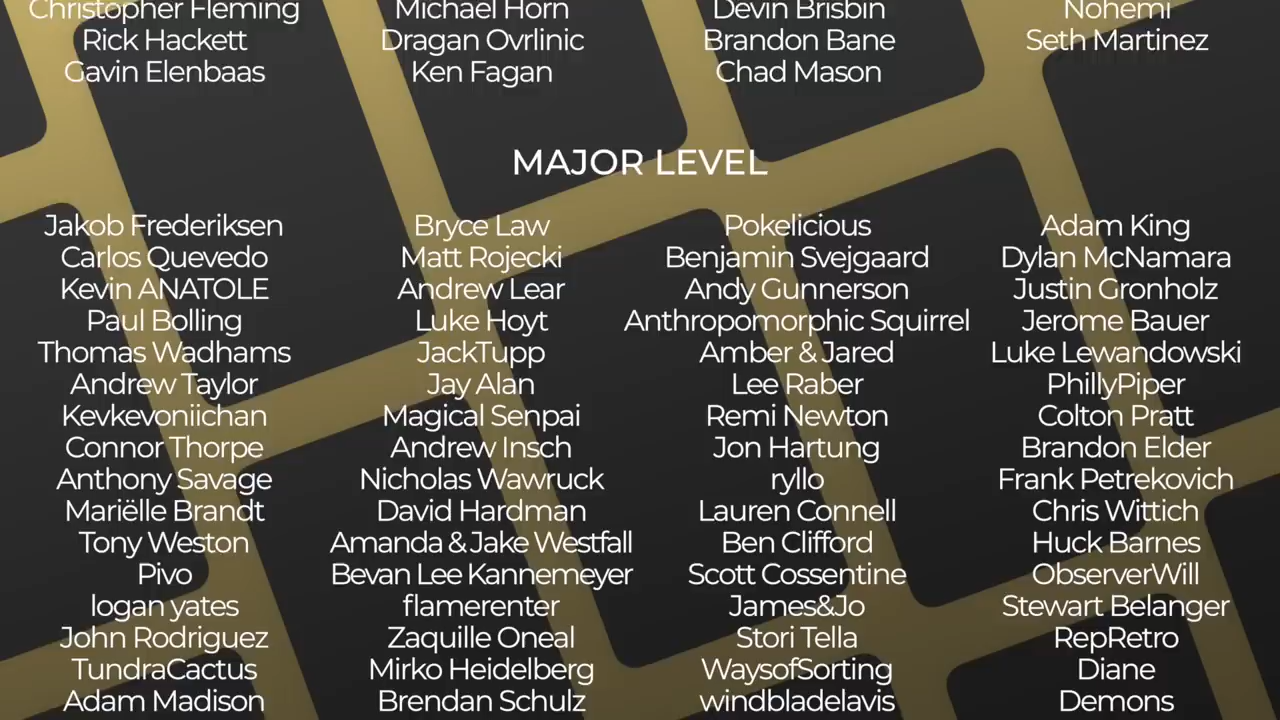 Christopher Fleming Michael Horn Devin Brisbin Nohemi
Rick Hackett Dragan Ovrlinic Brandon Bane Seth Martinez
Gavin Elenbaas Ken Fagan Chad Mason
MAJOR LEVEL
Jakob Frederiksen Bryce Law Pokelicious Adam King
Carlos Quevedo Matt Rojecki Benjamin Svejgaard Dylan McNamara
Kevin ANATOLE Andrew Lear Andy Gunnerson Justin Gronholz
Paul Bolling Luke Hoyt Anthropomorphic Squirrel Jerome Bauer
Thomas Wadhams JackTupp Amber & Jared Luke Lewandowski
Andrew Taylor Jay Alan Lee Raber PhillyPiper
Kevkevoniichan Magical Senpai Remi Newton Colton Pratt
Connor Thorpe Andrew Insch Jon Hartung Brandon Elder
Anthony Savage Nicholas Wawruck ryllo Frank Petrekovich
Mariëlle Brandt David Hardman Lauren Connell Chris Wittich
Tony Weston Amanda & Jake Westfall Ben Clifford Huck Barnes
Pivo Bevan Lee Kannemeyer Scott Cossentine ObserverWill
logan yates flamerenter James&Jo Stewart Belanger
John Rodriguez Zaquille Oneal Stori Tella RepRetro
TundraCactus Mirko Heidelberg WaysofSorting Diane
Adam Madison Brendan Schulz windbladelavis Demons